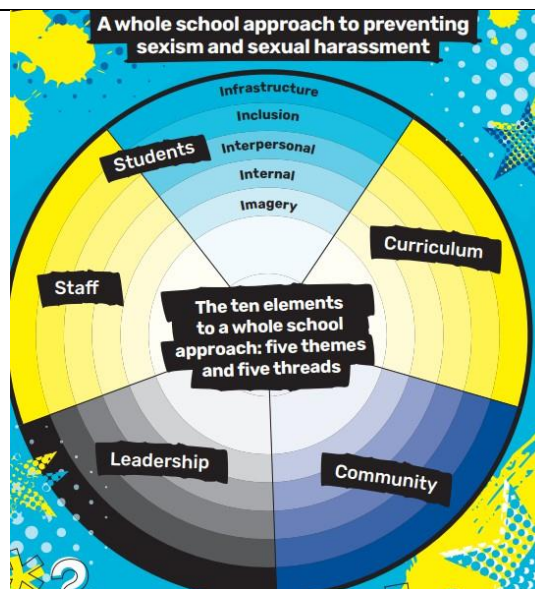 A whole school approach to preventing
sexism and sexual harassment
Infrastructure
Inclusion
Interpersonal
Internal
Imagery
Students
Curriculum
Staff
The ten elements
to a whole school
approach: five themes
and five threads
Leadership
Community
?